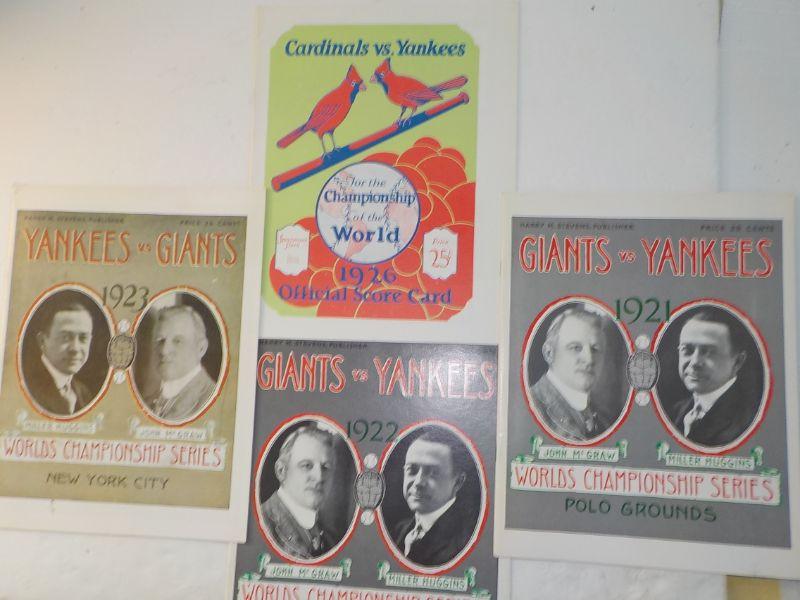 Cardinals vs. Yankees
for the
Championship
of the
World
Price
25¢
1926
Official Score Card
HARRY M. STEVENS, PUBLISHER PRICE 25 CENTS
YANKEES vs GIANTS
1923
MILLER HUGGINS
JOHN McGRAW
WORLDS CHAMPIONSHIP SERIES
NEW YORK CITY
HARRY M. STEVENS, PUBLISHER
GIANTS vs YANKEES
1922
JOHN McGRAW
MILLER HUGGINS
WORLDS CHAMPIONSHIP SERIES
HARRY M. STEVENS, PUBLISHER PRICE 25 CENTS
GIANTS vs YANKEES
1921
JOHN McGRAW
MILLER HUGGINS
WORLDS CHAMPIONSHIP SERIES
POLO GROUNDS